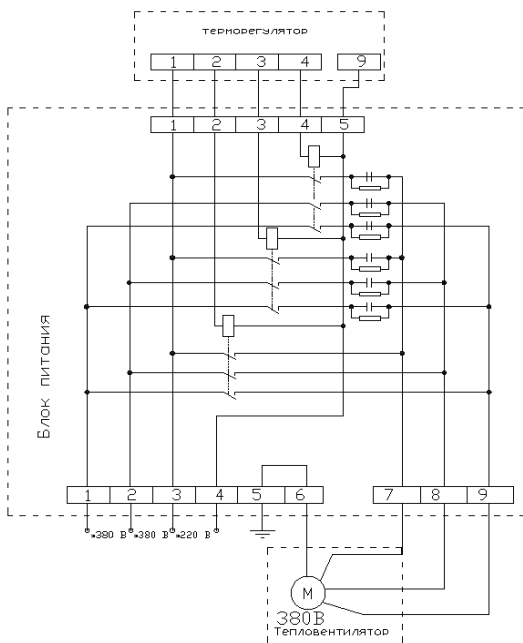 терморегулятор
1 2 3 4 9
1 2 3 4 5
Блок питания
1 2 3 4 5 6 7 8 9
≈380 В ≈380 В ≈220 В
М
380В
Тепловентилятор